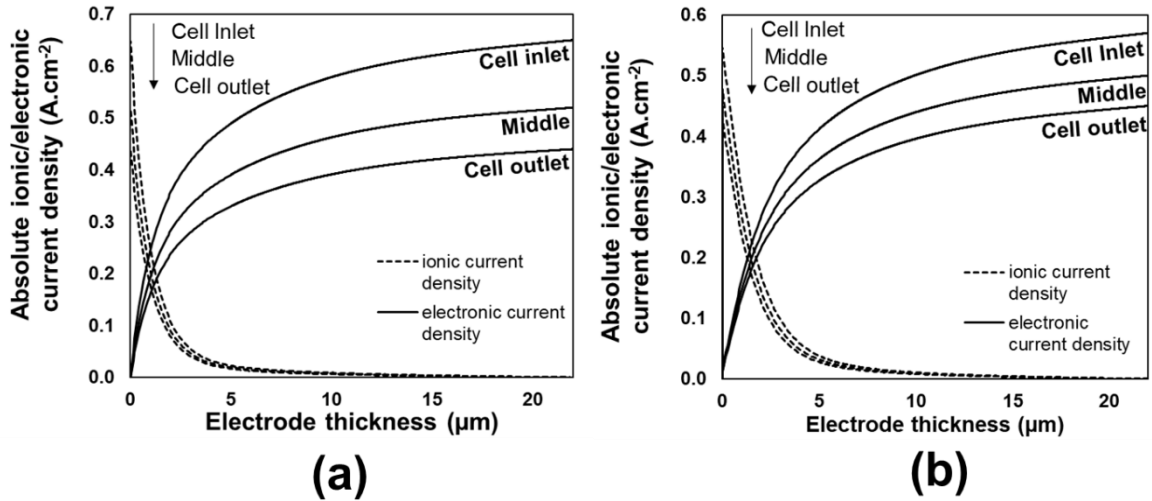 Absolute ionic/electronic
current density (A.cm-2)
0.7
0.6
0.5
0.4
0.3
0.2
0.1
0.0
Cell Inlet
Middle
Cell outlet
Cell inlet
Middle
Cell outlet
ionic current
density
electronic current
density
0
5
10
15
20
Electrode thickness (µm)
(a)
Absolute ionic/electronic
current density (A.cm-2)
0.6
0.5
0.4
0.3
0.2
0.1
0.0
Cell Inlet
Middle
Cell outlet
Cell Inlet
Middle
Cell outlet
ionic current
density
electronic
current density
0
5
10
15
20
Electrode thickness (µm)
(b)